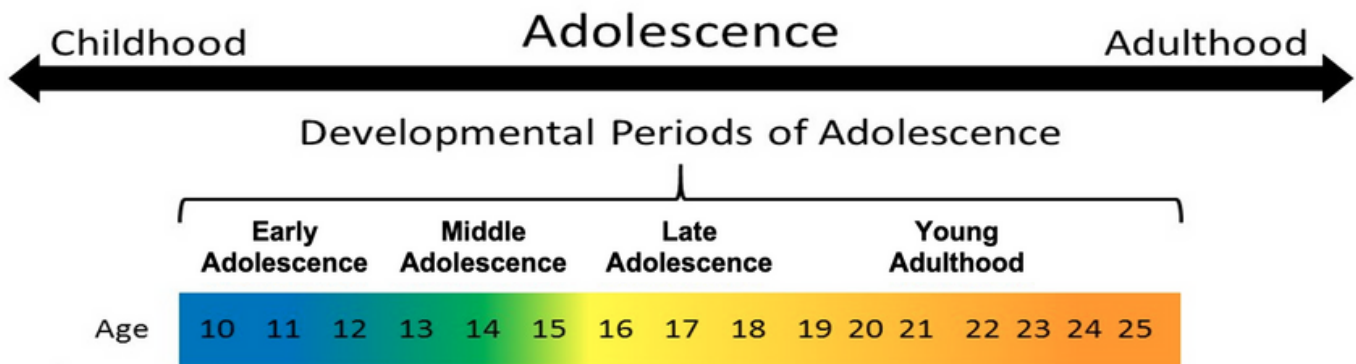 Childhood Adolescence Adulthood
Developmental Periods of Adolescence
Early Adolescence
Middle Adolescence
Late Adolescence
Young Adulthood
Age 10 11 12 13 14 15 16 17 18 19 20 21 22 23 24 25